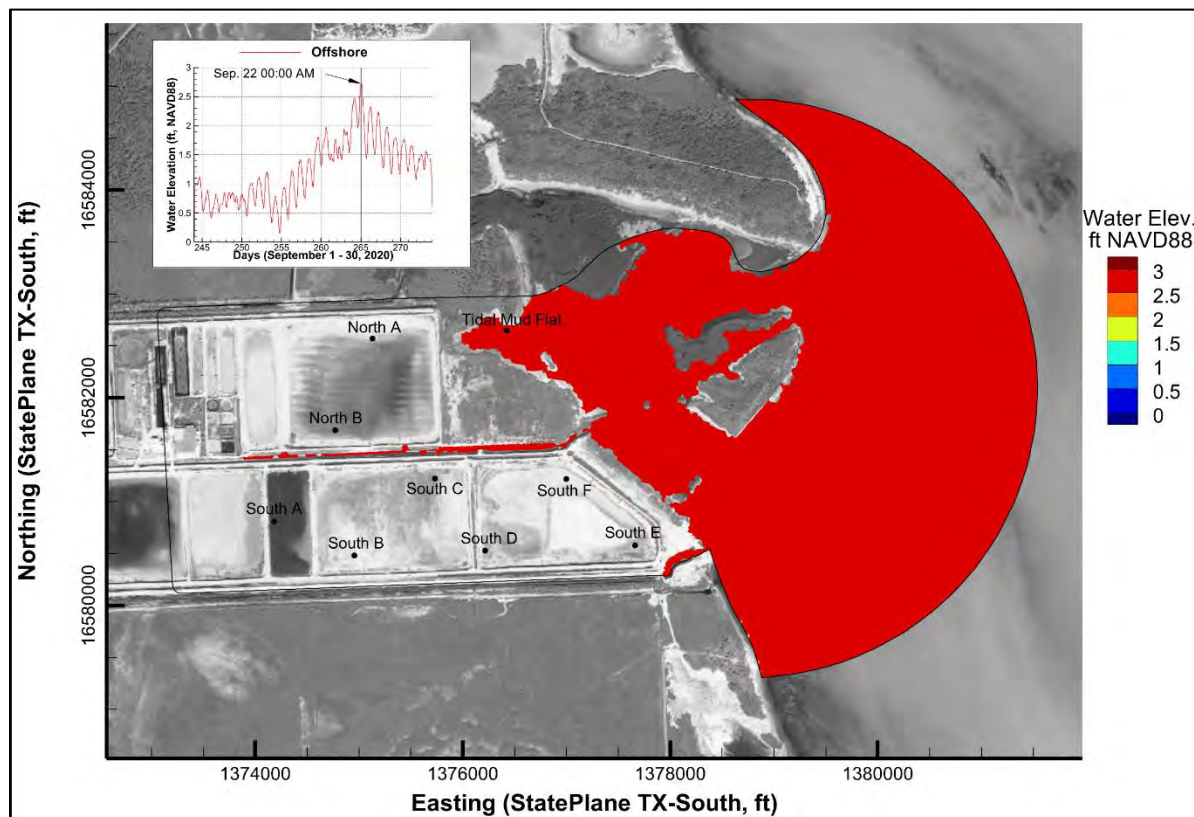 Offshore
Sep. 22 00:00 AM
Water Elevation (ft, NAVD88)
3
2.5
2
1.5
1
0.5
0
245
250
255
260
265
270
Days (September 1 - 30, 2020)
Northing (StatePlane TX-South, ft)
16584000
16582000
16580000
North A
Tidal Mud Flat
North B
South C
South F
South A
South B
South D
South E
Water Elev.
ft NAVD88
3
2.5
2
1.5
1
0.5
0
1374000
1376000
1378000
1380000
Easting (StatePlane TX-South, ft)